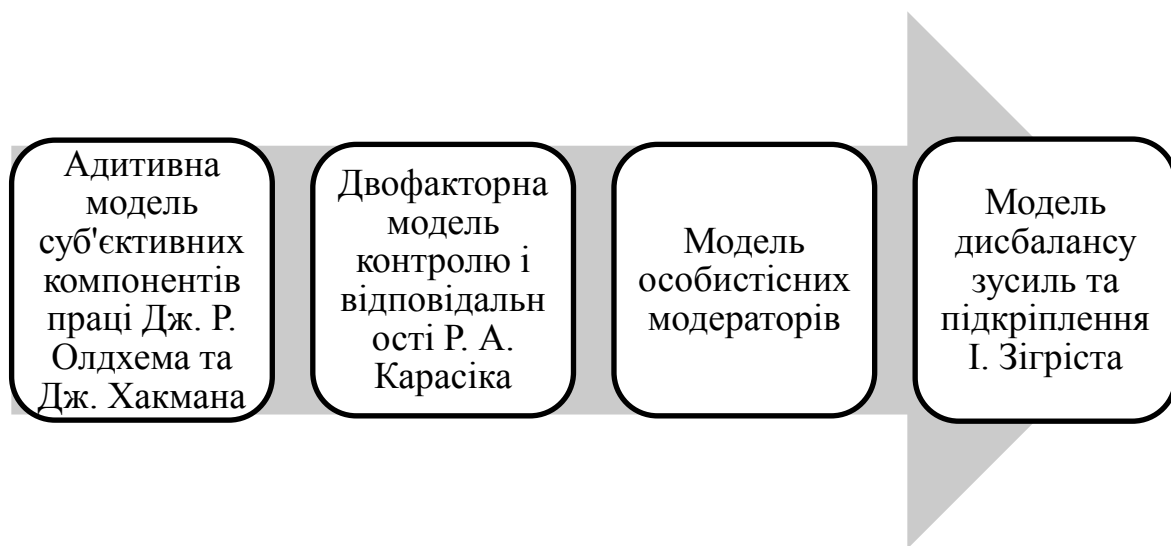 Адитивна
модель
суб'єктивних
компонентів
праці Дж. Р.
Олдхема та
Дж. Хакмана
Двофакторна
модель
контролю і
відповідальн
ості Р. А.
Карасіка
Модель
особистісних
модераторів
Модель
дисбалансу
зусиль та
підкріплення
І. Зігріста